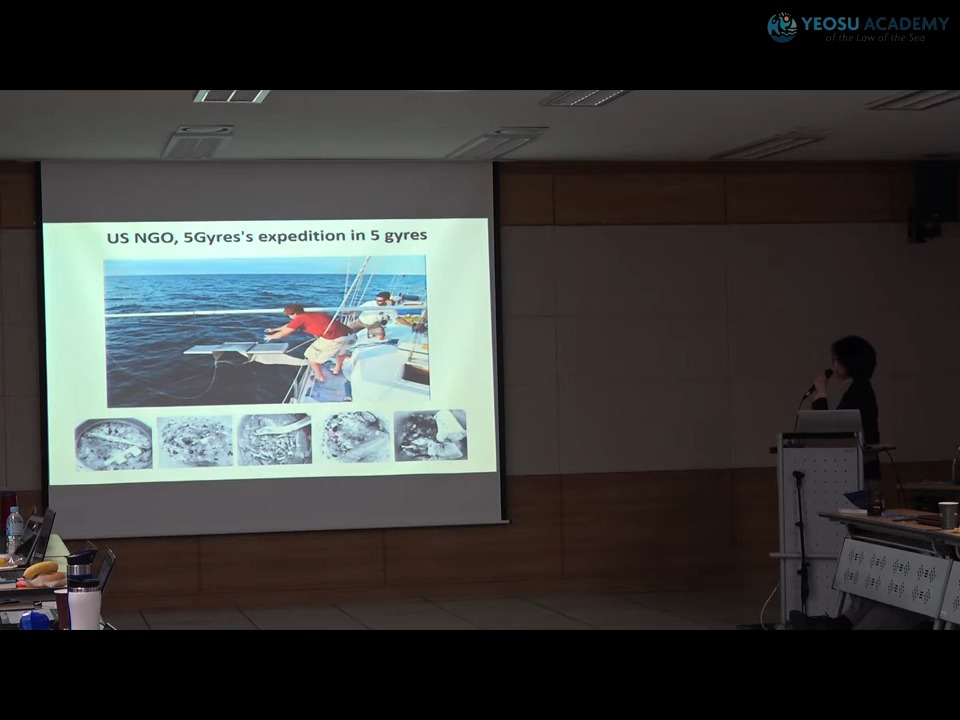 YEOSU ACADEMY
of the Law of the Sea
US NGO, 5Gyres's expedition in 5 gyres